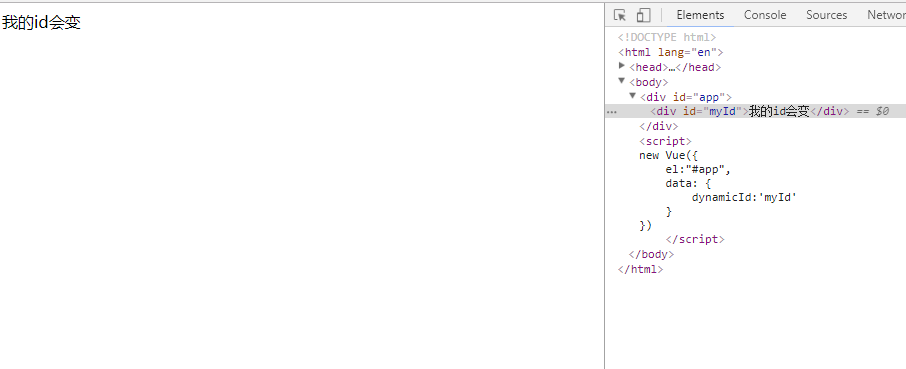 我的id会变
Elements Console Sources Networ
<!DOCTYPE html>
<html lang="en">
<head>…</head>
<body>
<div id="app">
<div id="myId">我的id会变</div> == $0
</div>
<script>
new Vue({
el:"#app",
data: {
dynamicId:'myId'
}
})
</script>
</body>
</html>